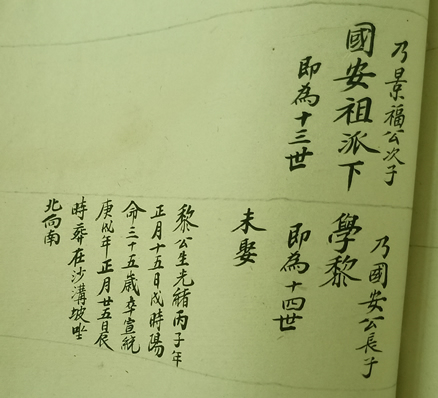 乃景福公次子
國安祖派下
即為十三世
乃國安公長子
學黎
即為十四世
未娶
黎公生光緒丙子年
正月十五日戌時陽
命三十五歲卒宣統
庚戌年正月廿五日辰
時葬在沙溝坡坐
北向南